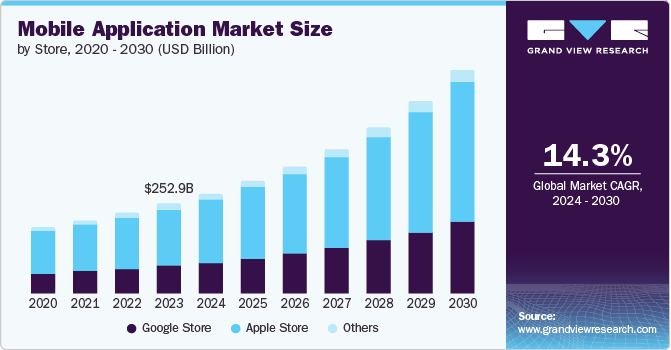 Mobile Application Market Size
by Store, 2020 - 2030 (USD Billion)
$252.9B
2020 2021 2022 2023 2024 2025 2026 2027 2028 2029 2030
Google Store Apple Store Others
GRAND VIEW RESEARCH
14.3%
Global Market CAGR,
2024 - 2030
Source:
www.grandviewresearch.com